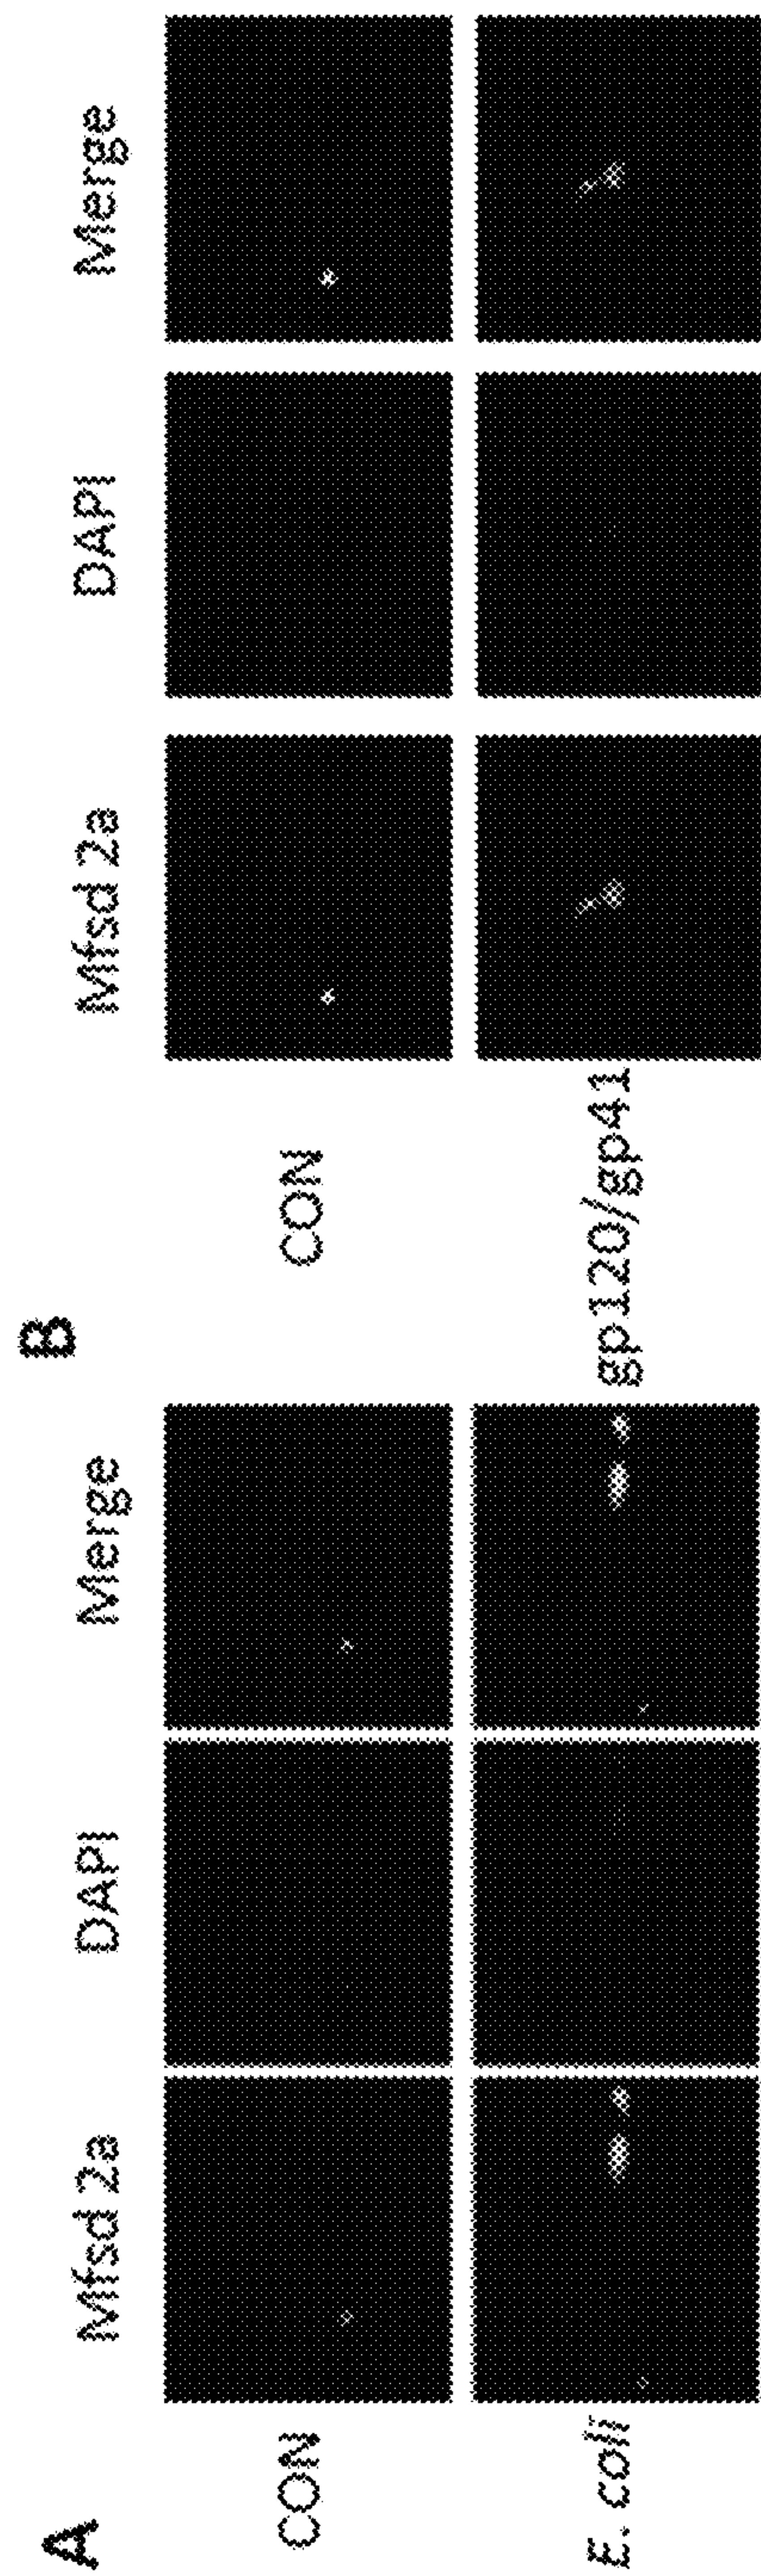 A
Mfsd 2a DAPI Merge
CON
E. coli
B
Mfsd 2a DAPI Merge
CON
gp120/gp41